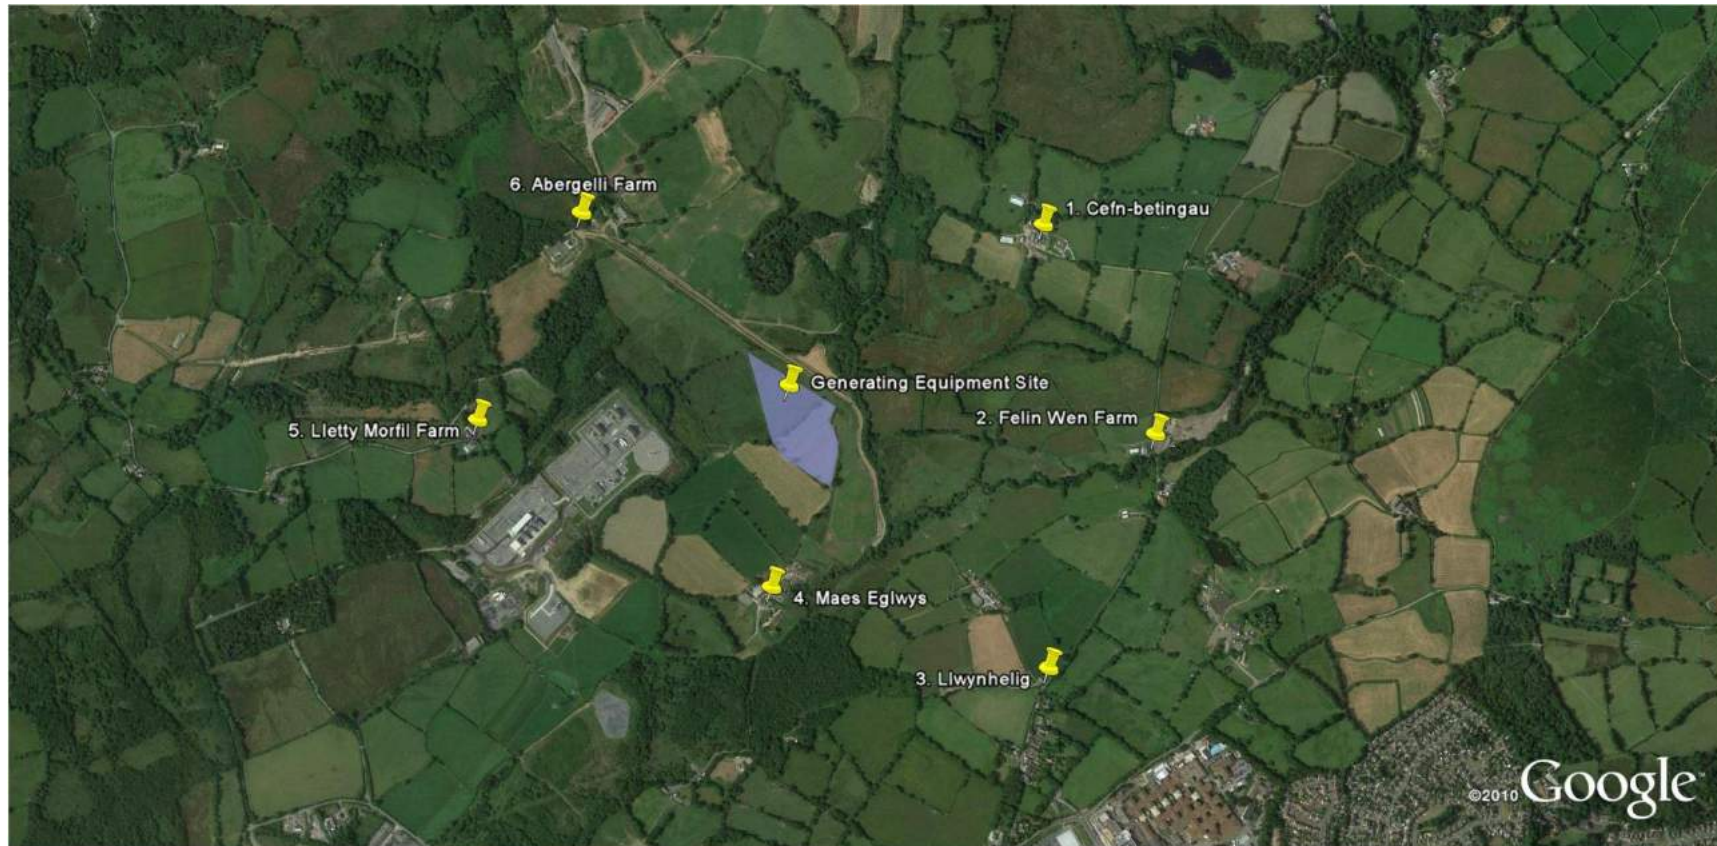 6. Abergelli Farm
1. Cefn-betingau
Generating Equipment Site
2. Felin Wen Farm
5. Lletty Morfil Farm
4. Maes Eglwys
3. Llwynhelig
©2010 Google